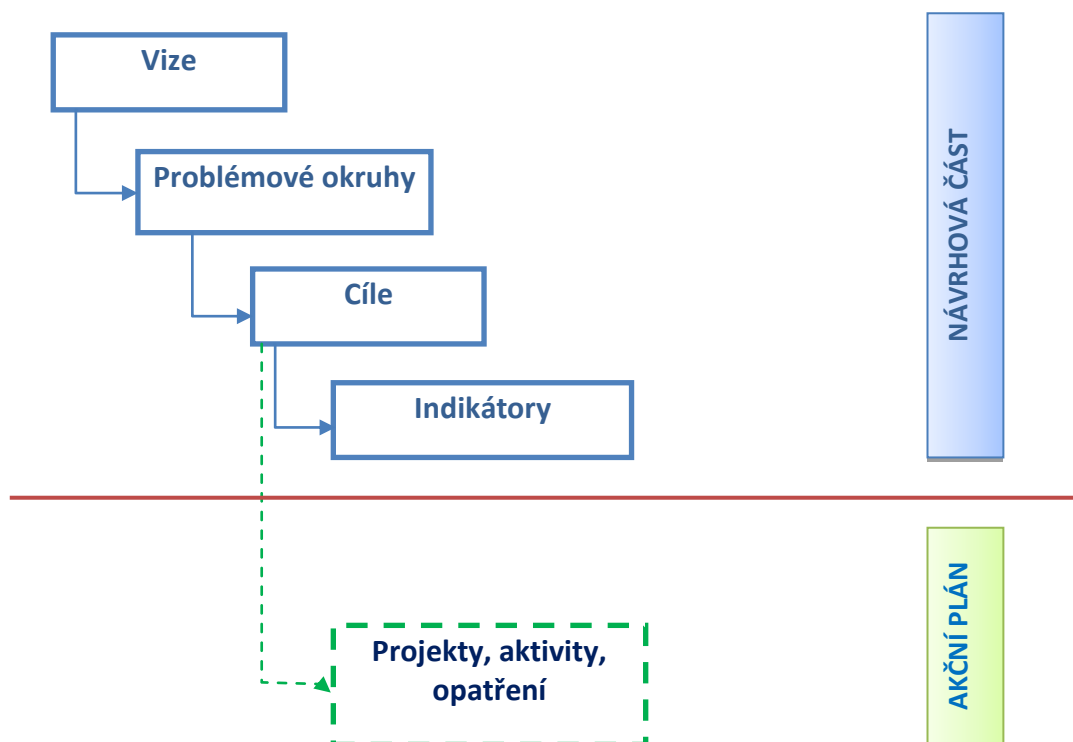 Vize
Problémové okruhy
Cíle
Indikátory
NÁVRHOVÁ ČÁST
Projekty, aktivity,
opatření
AKČNÍ PLÁN